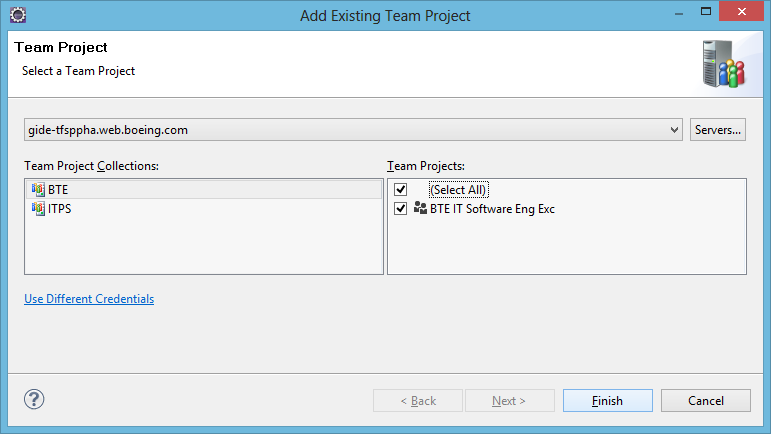 Add Existing Team Project
Team Project
Select a Team Project
gide-tfsppha.web.boeing.com
Servers...
Team Project Collections:
BTE
ITPS
Team Projects:
(Select All)
BTE IT Software Eng Exc
Use Different Credentials
?
< Back
Next >
Finish
Cancel